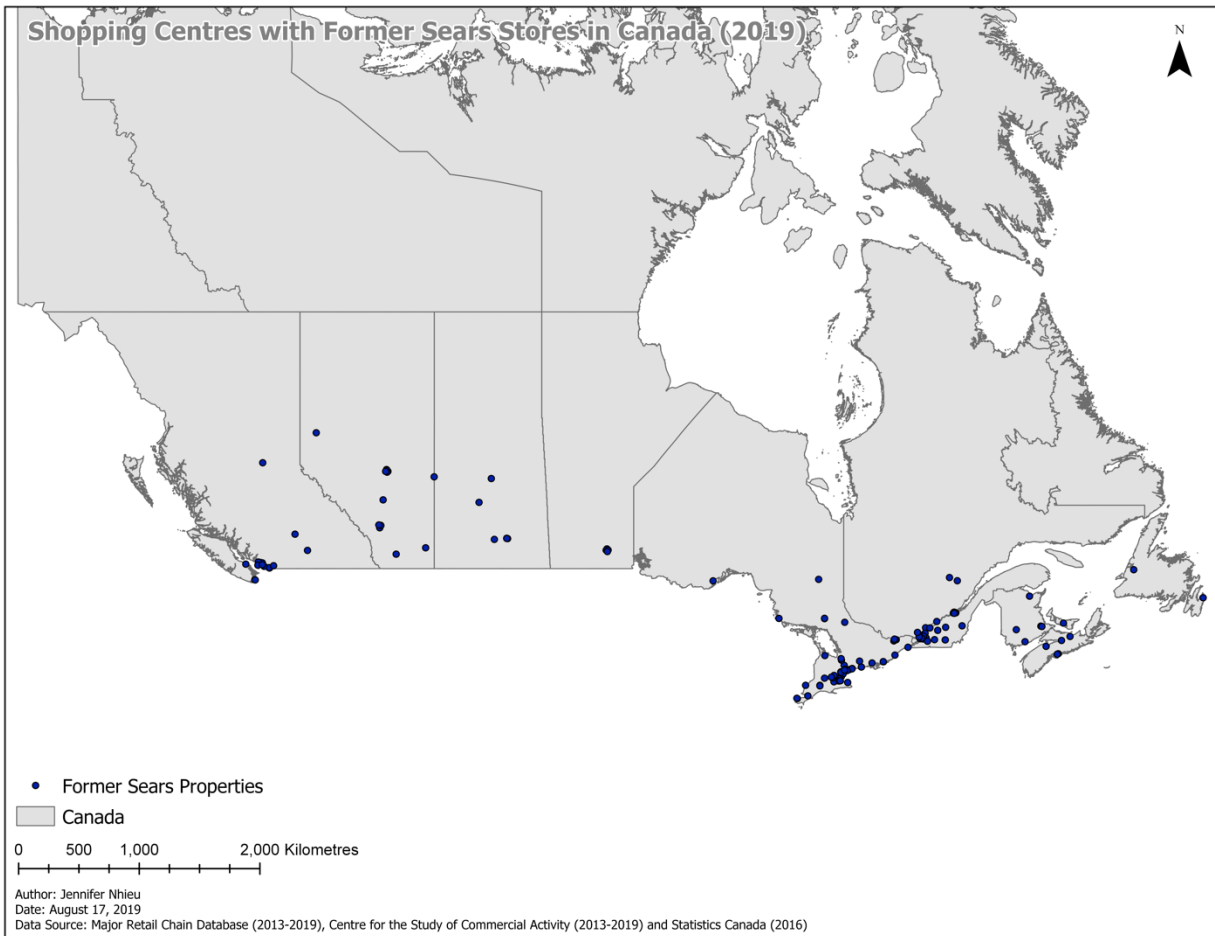 Shopping Centres with Former Sears Stores in Canada (2019)
N
Former Sears Properties
Canada
0 500 1,000 2,000 Kilometres
Author: Jennifer Nhieu
Date: August 17, 2019
Data Source: Major Retail Chain Database (2013-2019), Centre for the Study of Commercial Activity (2013-2019) and Statistics Canada (2016)